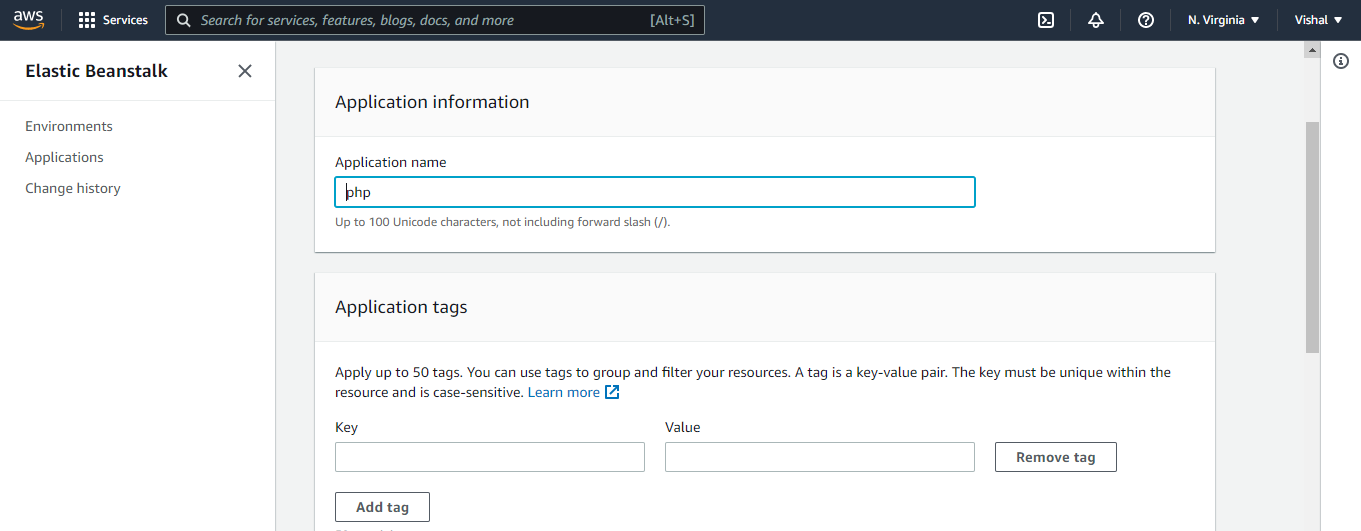 aws Services Search for services, features, blogs, docs, and more [Alt+S] N. Virginia Vishal
Elastic Beanstalk
Environments
Applications
Change history
Application information
Application name
php
Up to 100 Unicode characters, not including forward slash (/).
Application tags
Apply up to 50 tags. You can use tags to group and filter your resources. A tag is a key-value pair. The key must be unique within the
resource and is case-sensitive. Learn more
Key Value
Remove tag
Add tag